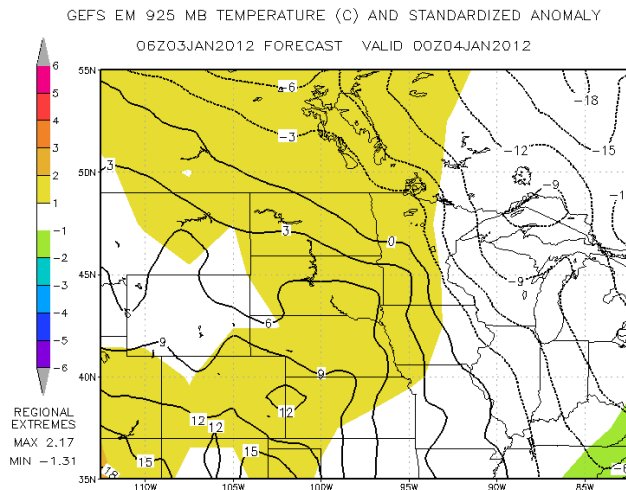 GEFS EM 925 MB TEMPERATURE (C) AND STANDARDIZED ANOMALY
06Z03JAN2012 FORECAST VALID 00Z04JAN2012
6
5
4
3
2
1
-1
-2
-3
-4
-5
-6
REGIONAL
EXTREMES
MAX 2.17
MIN -1.31
55N
50N
45N
40N
35N
110W
105W
100W
95W
90W
85W
-6
-18
-3
-12
-15
3
-9
3
0
-9
6
6
9
9
12
12
12
15
15
18